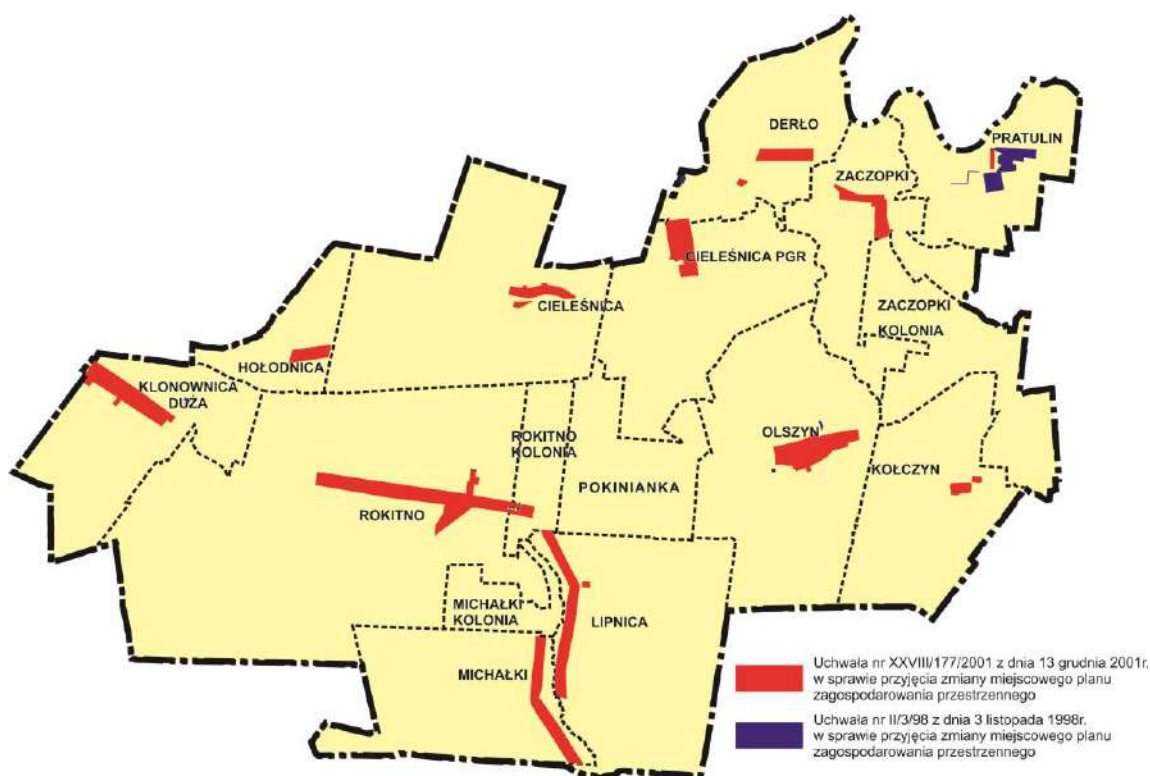 DERŁO
PRATULIN
ZACZOPKI
CIELEŚNICA PGR
CIELEŚNICA
ZACZOPKI
KOLONIA
HOŁODNICA
KLONOWNICA
DUŻA
OLSZYN
ROKITNO
KOLONIA
KOŁCZYN
POKINIANKA
ROKITNO
MICHAŁKI
KOLONIA
LIPNICA
MICHAŁKI
Uchwała nr XXVIII/177/2001 z dnia 13 grudnia 2001r.
w sprawie przyjęcia zmiany miejscowego planu
zagospodarowania przestrzennego
Uchwała nr II/3/98 z dnia 3 listopada 1998r.
w sprawie przyjęcia zmiany miejscowego planu
zagospodarowania przestrzennego